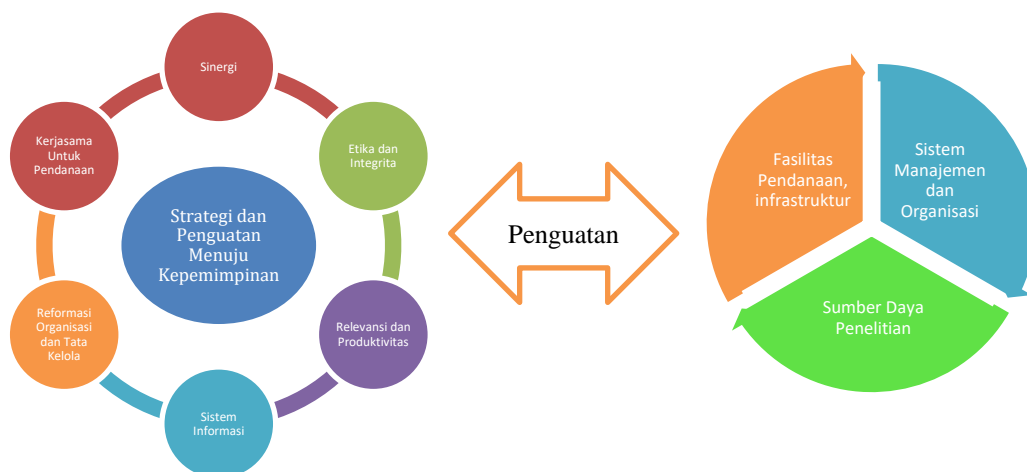 Sinergi
Etika dan
Integrita
Relevansi dan
Produktivitas
Sistem
Informasi
Reformasi
Organisasi
dan Tata
Kelola
Kerjasama
Untuk
Pendanaan
Strategi dan
Penguatan
Menuju
Kepemimpinan
Penguatan
Fasilitas
Pendanaan,
infrastruktur
Sistem
Manajemen
dan
Organisasi
Sumber Daya
Penelitian